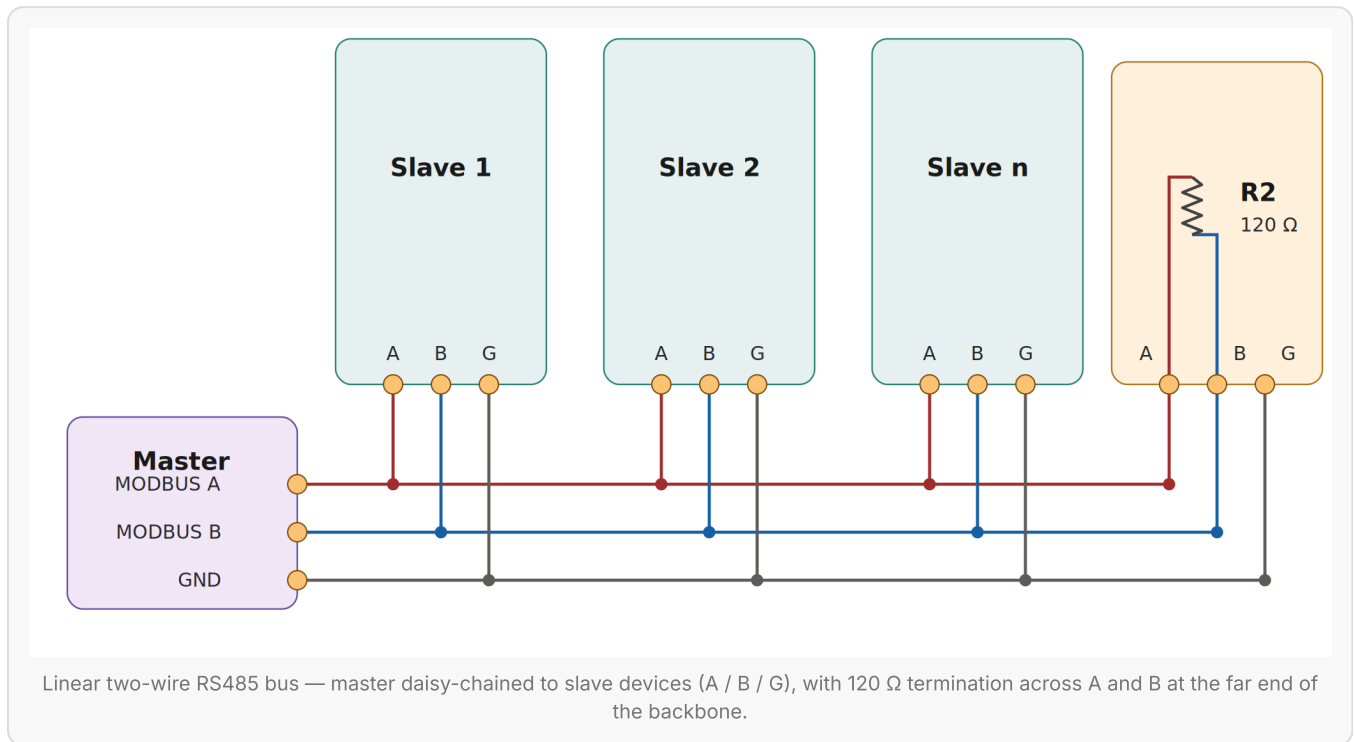 Slave 1
Slave 2
Slave n
R2
120 Ω
A B G
A B G
A B G
A B G
Master
MODBUS A
MODBUS B
GND
Linear two-wire RS485 bus — master daisy-chained to slave devices (A / B / G), with 120 Ω termination across A and B at the far end of
the backbone.